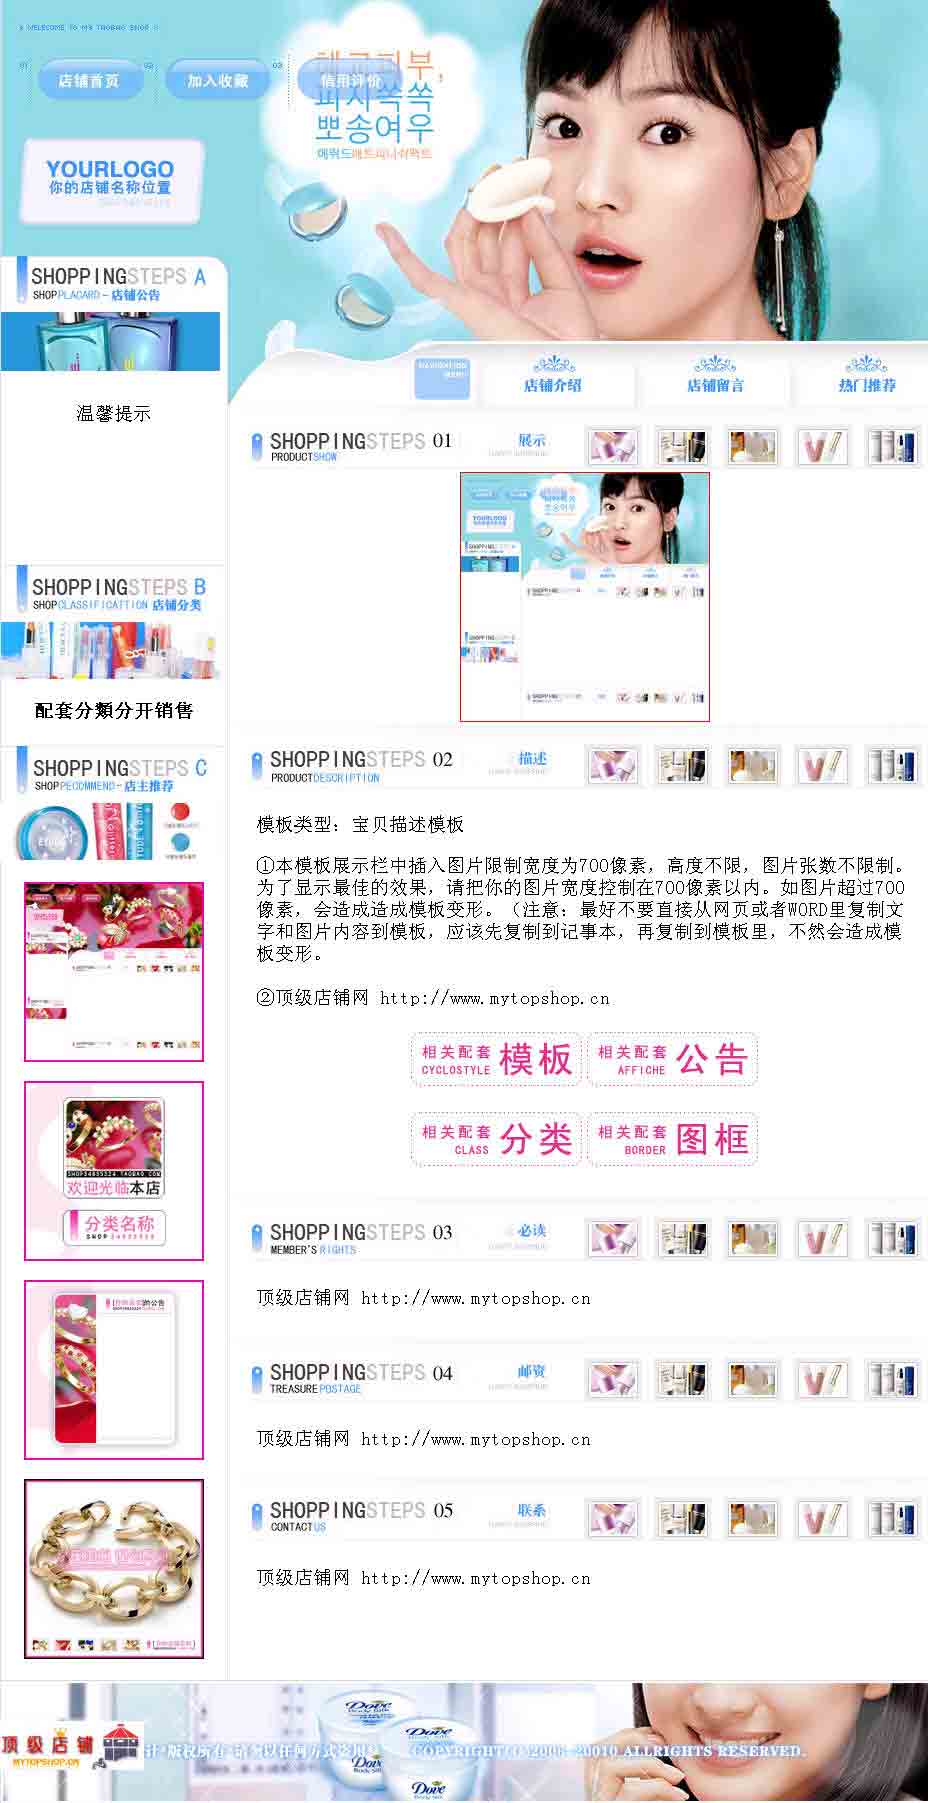 WELECOME TO MY TAOBAO SHOP
01 店铺首页 02 加入收藏 03 信用评价
피지쏙쏙
뽀송여우
YOURLOGO
你的店铺名称位置
SHOPPINGSTEPS A
SHOPPLACARD-店铺公告
NAVIGATION
店铺介绍
店铺留言
热门推荐
温馨提示
SHOPPINGSTEPS 01 展示
PRODUCTSHOW
YOURLOGO
SHOPPINGSTEPS B
SHOPCLASSIFICATTION 店铺分类
配套分類分开销售
SHOPPINGSTEPS C
SHOPPECOMMEND-店主推荐
SHOPPINGSTEPS 02 描述
PRODUCTDESCRIPTION
模板类型：宝贝描述模板
①本模板展示栏中插入图片限制宽度为700像素，高度不限，图片张数不限制。
为了显示最佳的效果，请把你的图片宽度控制在700像素以内。如图片超过700
像素，会造成造成模板变形。（注意：最好不要直接从网页或者WORD里复制文
字和图片内容到模板，应该先复制到记事本，再复制到模板里，不然会造成模
板变形。
②顶级店铺网 http://www.mytopshop.cn
相关配套 模板
CYCLOSTYLE
相关配套 公告
AFFICHE
相关配套 分类
CLASS
相关配套 图框
BORDER
欢迎光临本店
分类名称
SHOPPINGSTEPS 03 必读
MEMBER'S RIGHTS
顶级店铺网 http://www.mytopshop.cn
SHOPPINGSTEPS 04 邮资
TREASURE POSTAGE
顶级店铺网 http://www.mytopshop.cn
SHOPPINGSTEPS 05 联系
CONTACT US
顶级店铺网 http://www.mytopshop.cn
Dove
Dove
Body Silk
Dove
顶级店铺
MYTOPSHOP.CN
版权所有
COPYRIGHT(C)2006-20010 ALLRIGHTS RESERVED.